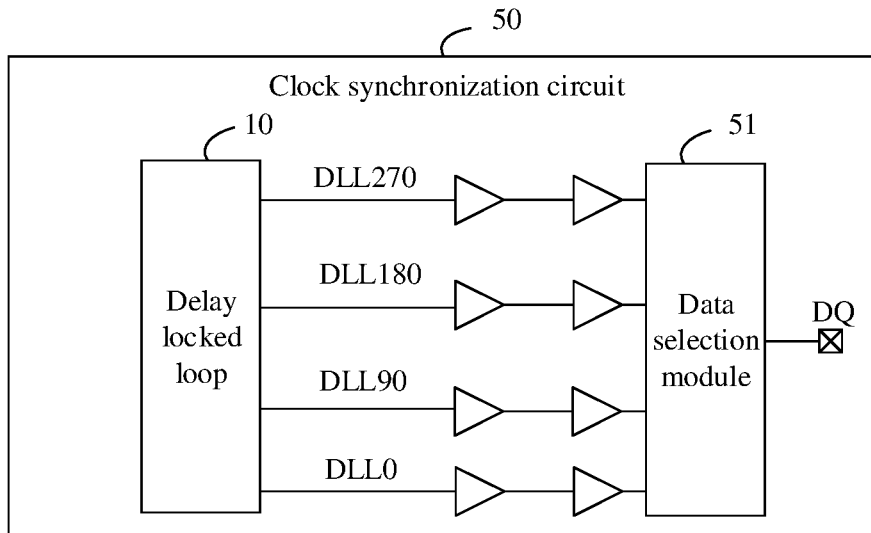 50
Clock synchronization circuit
10
51
DLL270
DLL180
DLL90
DLL0
Delay
locked
loop
Data
selection
module
DQ